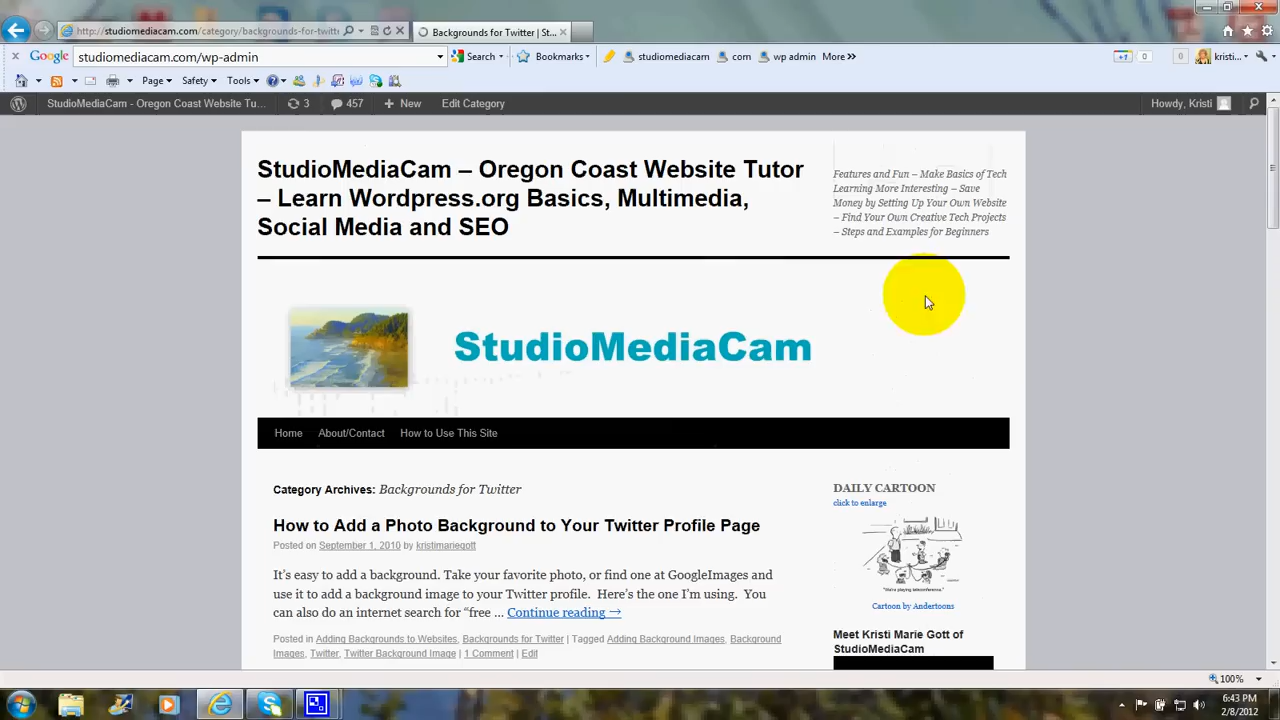 http://studiomediacam.com/category/backgrounds-for-twitt
Backgrounds for Twitter | St...
Google studiomediacam.com/wp-admin Search Bookmarks studiomediacam com wp admin More »
+1 0 0 kristi...
Page Safety Tools
StudioMediaCam - Oregon Coast Website Tu... 3 457 + New Edit Category Howdy, Kristi
StudioMediaCam – Oregon Coast Website Tutor
– Learn Wordpress.org Basics, Multimedia,
Social Media and SEO
Features and Fun – Make Basics of Tech
Learning More Interesting – Save
Money by Setting Up Your Own Website
– Find Your Own Creative Tech Projects
– Steps and Examples for Beginners
StudioMediaCam
Home About/Contact How to Use This Site
Category Archives: Backgrounds for Twitter
How to Add a Photo Background to Your Twitter Profile Page
Posted on September 1, 2010 by kristimariegott
It's easy to add a background. Take your favorite photo, or find one at GoogleImages and
use it to add a background image to your Twitter profile.  Here's the one I'm using.  You
can also do an internet search for “free ... Continue reading →
Posted in Adding Backgrounds to Websites, Backgrounds for Twitter | Tagged Adding Background Images, Background
Images, Twitter, Twitter Background Image | 1 Comment | Edit
DAILY CARTOON
click to enlarge
"We're playing teleconference."
Cartoon by Andertoons
Meet Kristi Marie Gott of
StudioMediaCam
100%
6:43 PM
2/8/2012